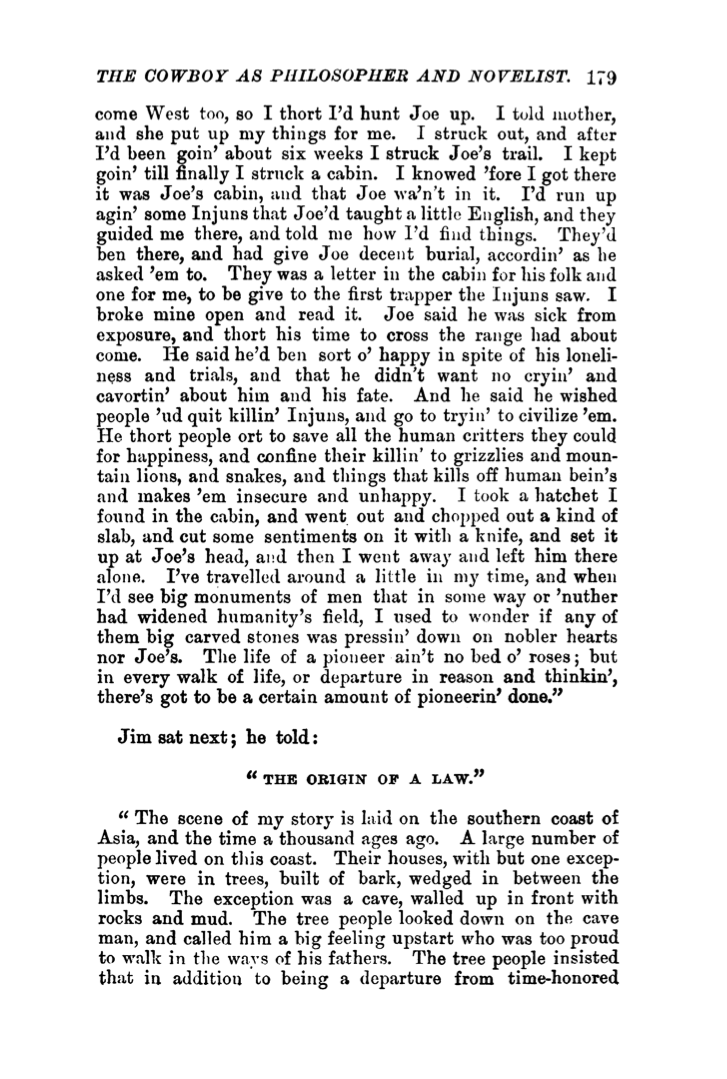 THE COWBOY AS PHILOSOPHER AND NOVELIST. 179
come West too, so I thort I'd hunt Joe up. I told mother,
and she put up my things for me. I struck out, and after
I'd been goin' about six weeks I struck Joe's trail. I kept
goin' till finally I struck a cabin. I knowed 'fore I got there
it was Joe's cabin, and that Joe wa'n't in it. I'd run up
agin' some Injuns that Joe'd taught a little English, and they
guided me there, and told me how I'd find things. They'd
ben there, and had give Joe decent burial, accordin' as he
asked 'em to. They was a letter in the cabin for his folk and
one for me, to be give to the first trapper the Injuns saw. I
broke mine open and read it. Joe said he was sick from
exposure, and thort his time to cross the range had about
come. He said he'd ben sort o' happy in spite of his loneli-
ness and trials, and that he didn't want no cryin' and
cavortin' about him and his fate. And he said he wished
people 'ud quit killin' Injuns, and go to tryin' to civilize 'em.
He thort people ort to save all the human critters they could
for happiness, and confine their killin' to grizzlies and moun-
tain lions, and snakes, and things that kills off human bein's
and makes 'em insecure and unhappy. I took a hatchet I
found in the cabin, and went out and chopped out a kind of
slab, and cut some sentiments on it with a knife, and set it
up at Joe's head, and then I went away and left him there
alone. I've travelled around a little in my time, and when
I'd see big monuments of men that in some way or 'nuther
had widened humanity's field, I used to wonder if any of
them big carved stones was pressin' down on nobler hearts
nor Joe's. The life of a pioneer ain't no bed o' roses; but
in every walk of life, or departure in reason and thinkin',
there's got to be a certain amount of pioneerin' done."
Jim sat next; he told:
"THE ORIGIN OF A LAW."
"The scene of my story is laid on the southern coast of
Asia, and the time a thousand ages ago. A large number of
people lived on this coast. Their houses, with but one excep-
tion, were in trees, built of bark, wedged in between the
limbs. The exception was a cave, walled up in front with
rocks and mud. The tree people looked down on the cave
man, and called him a big feeling upstart who was too proud
to walk in the ways of his fathers. The tree people insisted
that in addition to being a departure from time-honored